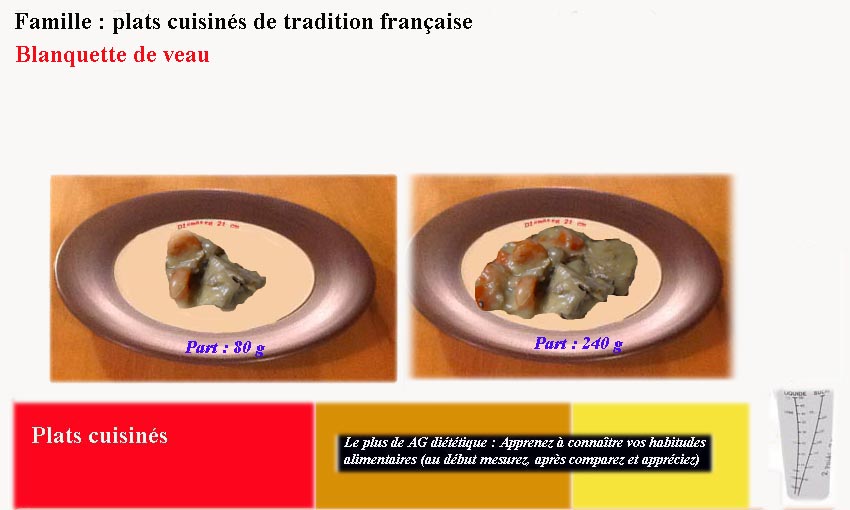 Famille : plats cuisinés de tradition française
Blanquette de veau
Diamètre 21 cm
Diamètre 21 cm
Part : 80 g
Part : 240 g
Plats cuisinés
Le plus de AG diététique : Apprenez à connaître vos habitudes
alimentaires (au début mesurez, après comparez et appréciez)
LIQUIDE